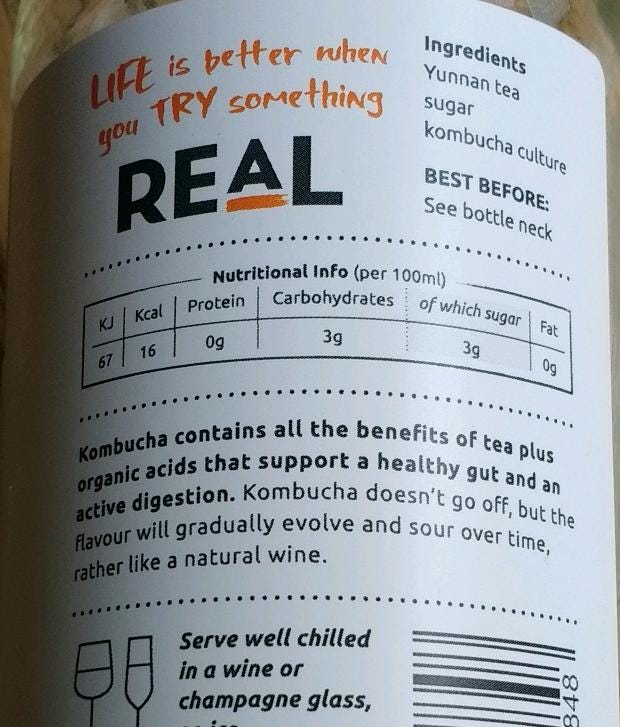 LIFE is better when
you TRY something
REAL
Ingredients
Yunnan tea
sugar
kombucha culture
BEST BEFORE:
See bottle neck
Nutritional Info (per 100ml)
KJ Kcal Protein Carbohydrates of which sugar Fat
67 16 0g 3g 3g 0g
Kombucha contains all the benefits of tea plus
organic acids that support a healthy gut and an
active digestion. Kombucha doesn't go off, but the
flavour will gradually evolve and sour over time,
rather like a natural wine.
Serve well chilled
in a wine or
champagne glass,
848